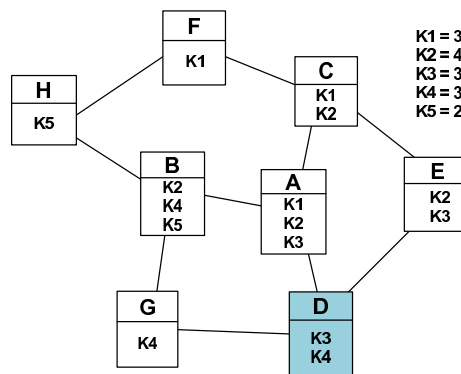 F
K1
C
K1
K2
K1 = 3
K2 = 4
K3 = 3
K4 = 3
K5 = 2
H
K5
B
K2
K4
K5
A
K1
K2
K3
E
K2
K3
G
K4
D
K3
K4